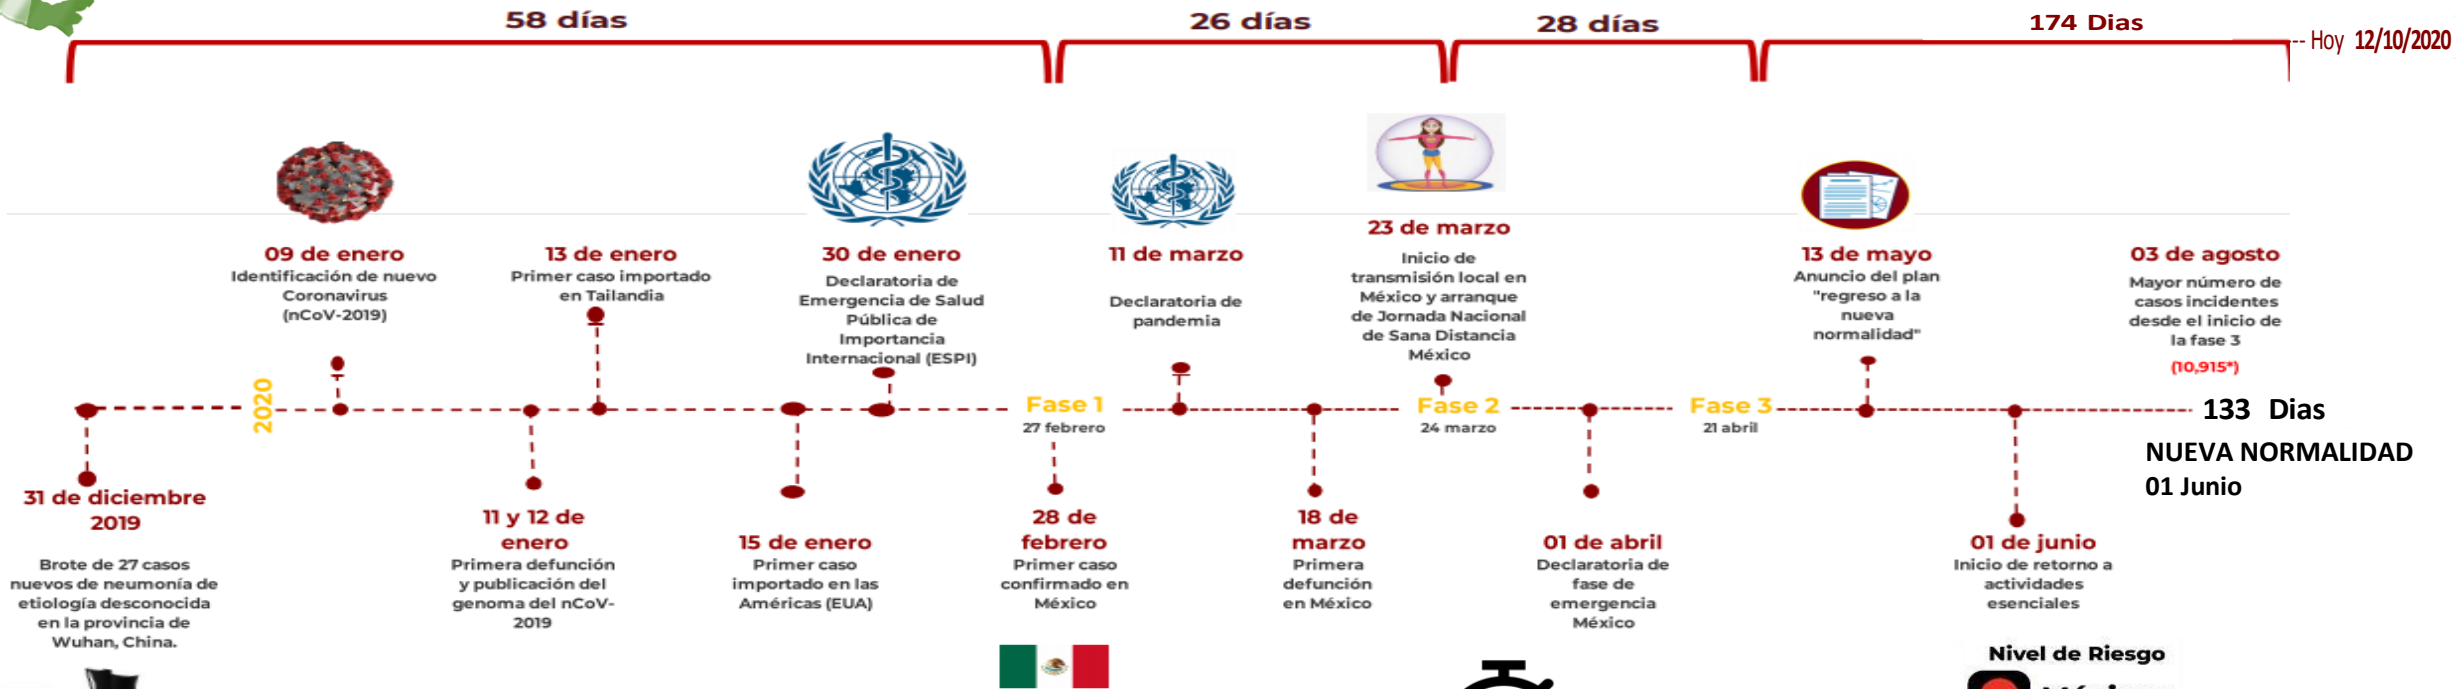 58 días
26 días
28 días
174 Dias
-- Hoy 12/10/2020
09 de enero
Identificación de nuevo
Coronavirus
(nCoV-2019)
13 de enero
Primer caso importado
en Tailandia
30 de enero
Declaratoria de
Emergencia de Salud
Pública de
Importancia
Internacional (ESPI)
11 de marzo
Declaratoria de
pandemia
23 de marzo
Inicio de
transmisión local en
México y arranque
de Jornada Nacional
de Sana Distancia
México
13 de mayo
Anuncio del plan
"regreso a la
nueva
normalidad"
03 de agosto
Mayor número de
casos incidentes
desde el inicio de
la fase 3
(10,915*)
2020
Fase 1
27 febrero
Fase 2
24 marzo
Fase 3
21 abril
133 Dias
NUEVA NORMALIDAD
01 Junio
31 de diciembre
2019
Brote de 27 casos
nuevos de neumonía de
etiología desconocida
en la provincia de
Wuhan, China.
11 y 12 de
enero
Primera defunción
y publicación del
genoma del nCoV-
2019
15 de enero
Primer caso
importado en las
Américas (EUA)
28 de
febrero
Primer caso
confirmado en
México
18 de
marzo
Primera
defunción
en México
01 de abril
Declaratoria de
fase de
emergencia
México
01 de junio
Inicio de retorno a
actividades
esenciales
Nivel de Riesgo